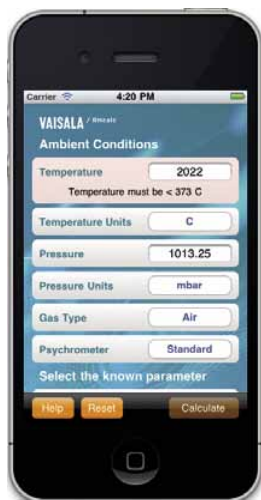 Carrier 4:20 PM
VAISALA / HUMICALC
Ambient Conditions
Temperature 2022
Temperature must be < 373 C
Temperature Units C
Pressure 1013.25
Pressure Units mbar
Gas Type Air
Psychrometer Standard
Select the known parameter
Help Reset Calculate